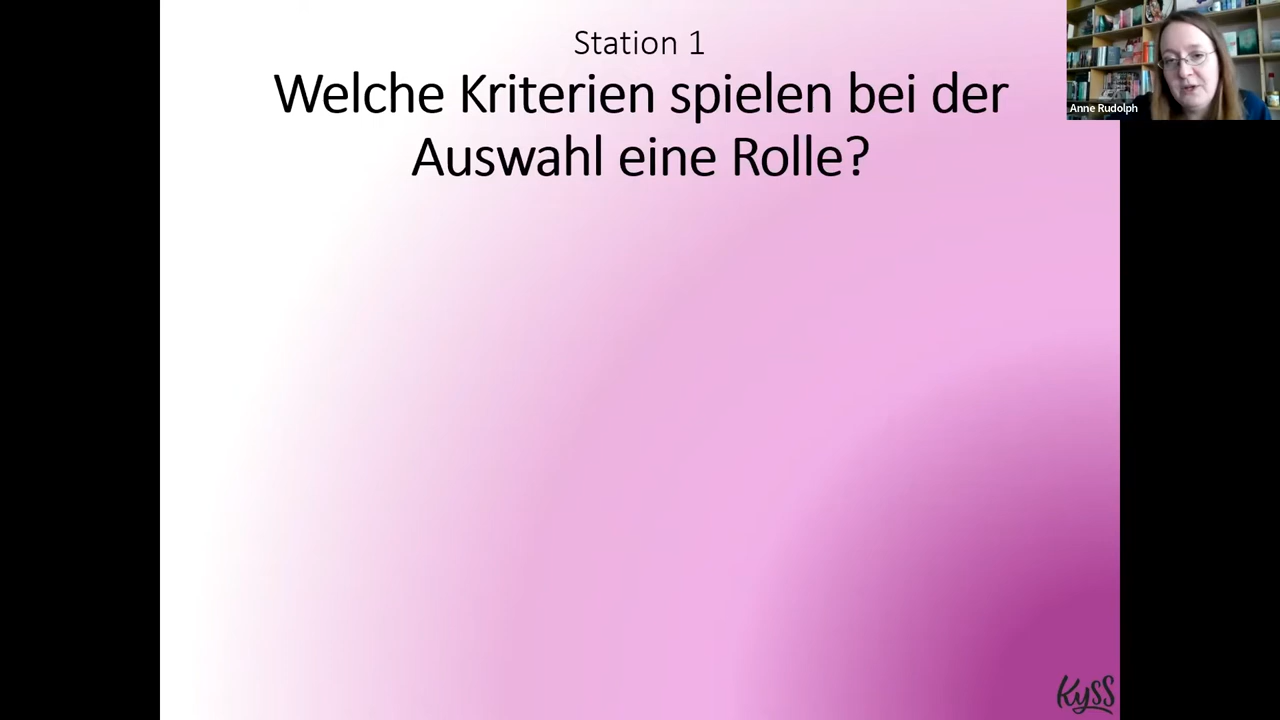 Station 1
Welche Kriterien spielen bei der
Auswahl eine Rolle?
Anne Rudolph
KYSS